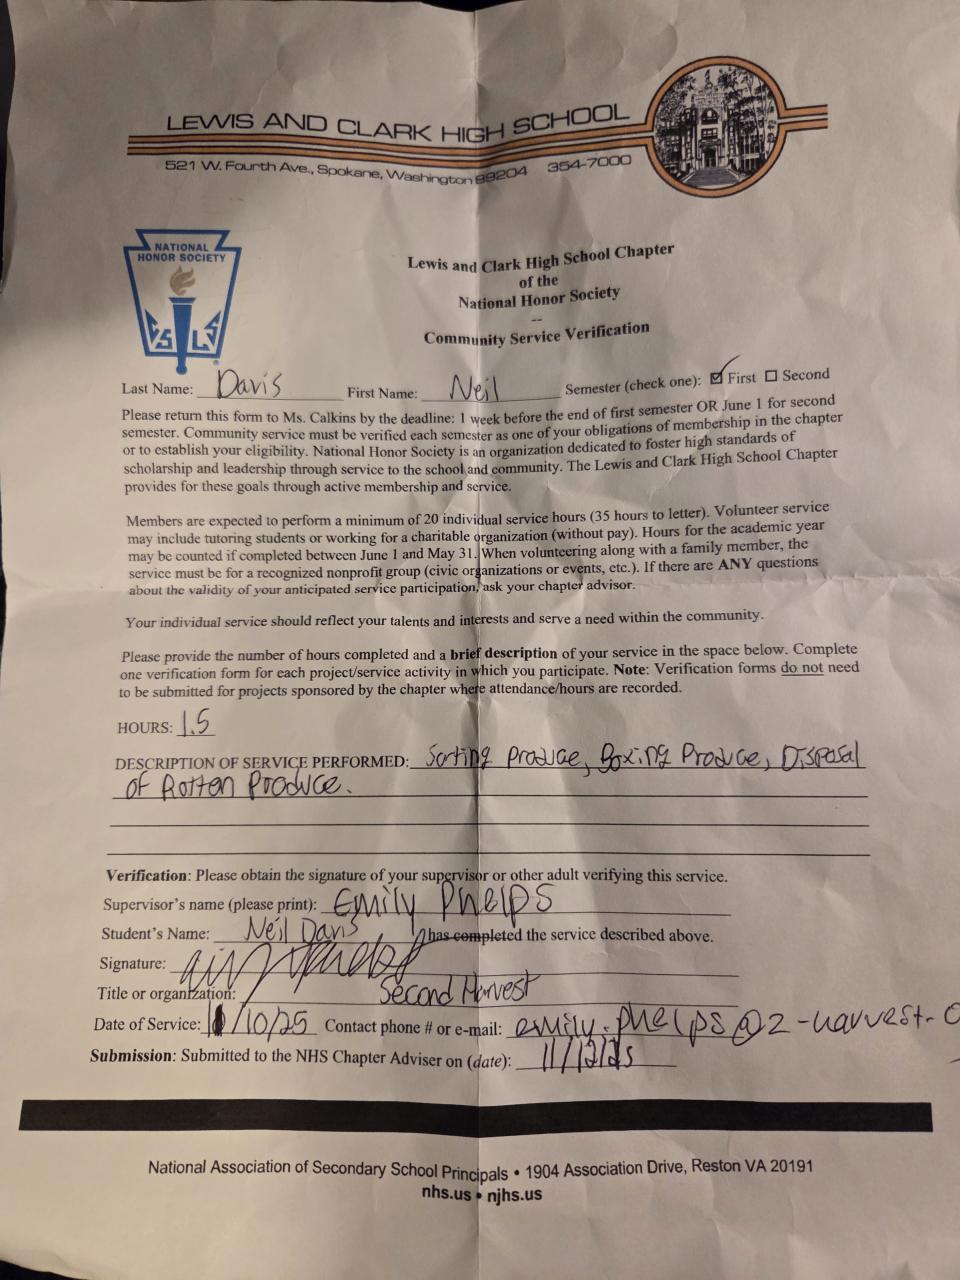 LEWIS AND CLARK HIGH SCHOOL
521 W. Fourth Ave., Spokane, Washington 99204 354-7000
NATIONAL
HONOR SOCIETY
C S L S
Lewis and Clark High School Chapter
of the
National Honor Society
--
Community Service Verification
Last Name: Davis First Name: Neil Semester (check one): ☑ First ☐ Second
Please return this form to Ms. Calkins by the deadline: 1 week before the end of first semester OR June 1 for second
semester. Community service must be verified each semester as one of your obligations of membership in the chapter
or to establish your eligibility. National Honor Society is an organization dedicated to foster high standards of
scholarship and leadership through service to the school and community. The Lewis and Clark High School Chapter
provides for these goals through active membership and service.
Members are expected to perform a minimum of 20 individual service hours (35 hours to letter). Volunteer service
may include tutoring students or working for a charitable organization (without pay). Hours for the academic year
may be counted if completed between June 1 and May 31. When volunteering along with a family member, the
service must be for a recognized nonprofit group (civic organizations or events, etc.). If there are ANY questions
about the validity of your anticipated service participation, ask your chapter advisor.
Your individual service should reflect your talents and interests and serve a need within the community.
Please provide the number of hours completed and a brief description of your service in the space below. Complete
one verification form for each project/service activity in which you participate. Note: Verification forms do not need
to be submitted for projects sponsored by the chapter where attendance/hours are recorded.
HOURS: 1.5
DESCRIPTION OF SERVICE PERFORMED: Sorting Produce, Boxing Produce, Disposal
of Rotten Produce.
Verification: Please obtain the signature of your supervisor or other adult verifying this service.
Supervisor's name (please print): Emily Phelps
Student's Name: Neil Davis has completed the service described above.
Signature:
Title or organization: Second Harvest
Date of Service: /10/25 Contact phone # or e-mail: emily.phelps@2-harvest-o
Submission: Submitted to the NHS Chapter Adviser on (date): 11/12/25
National Association of Secondary School Principals • 1904 Association Drive, Reston VA 20191
nhs.us • njhs.us